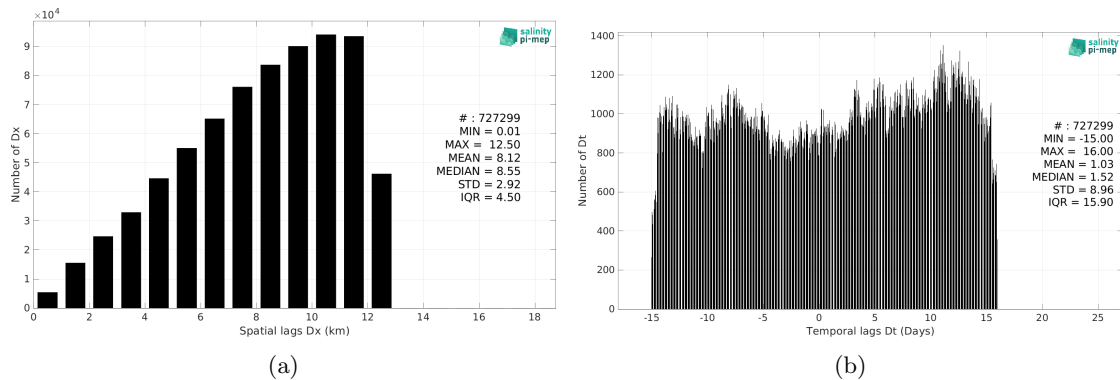 ×10⁴
9
8
7
6
5
4
3
2
1
0
Number of Dx
0 2 4 6 8 10 12 14 16 18
Spatial lags Dx (km)
salinity
pi-mep
# : 727299
MIN = 0.01
MAX = 12.50
MEAN = 8.12
MEDIAN = 8.55
STD = 2.92
IQR = 4.50
(a)
1400
1200
1000
800
600
400
200
0
Number of Dt
-15 -10 -5 0 5 10 15 20 25
Temporal lags Dt (Days)
salinity
pi-mep
# : 727299
MIN = -15.00
MAX = 16.00
MEAN = 1.03
MEDIAN = 1.52
STD = 8.96
IQR = 15.90
(b)